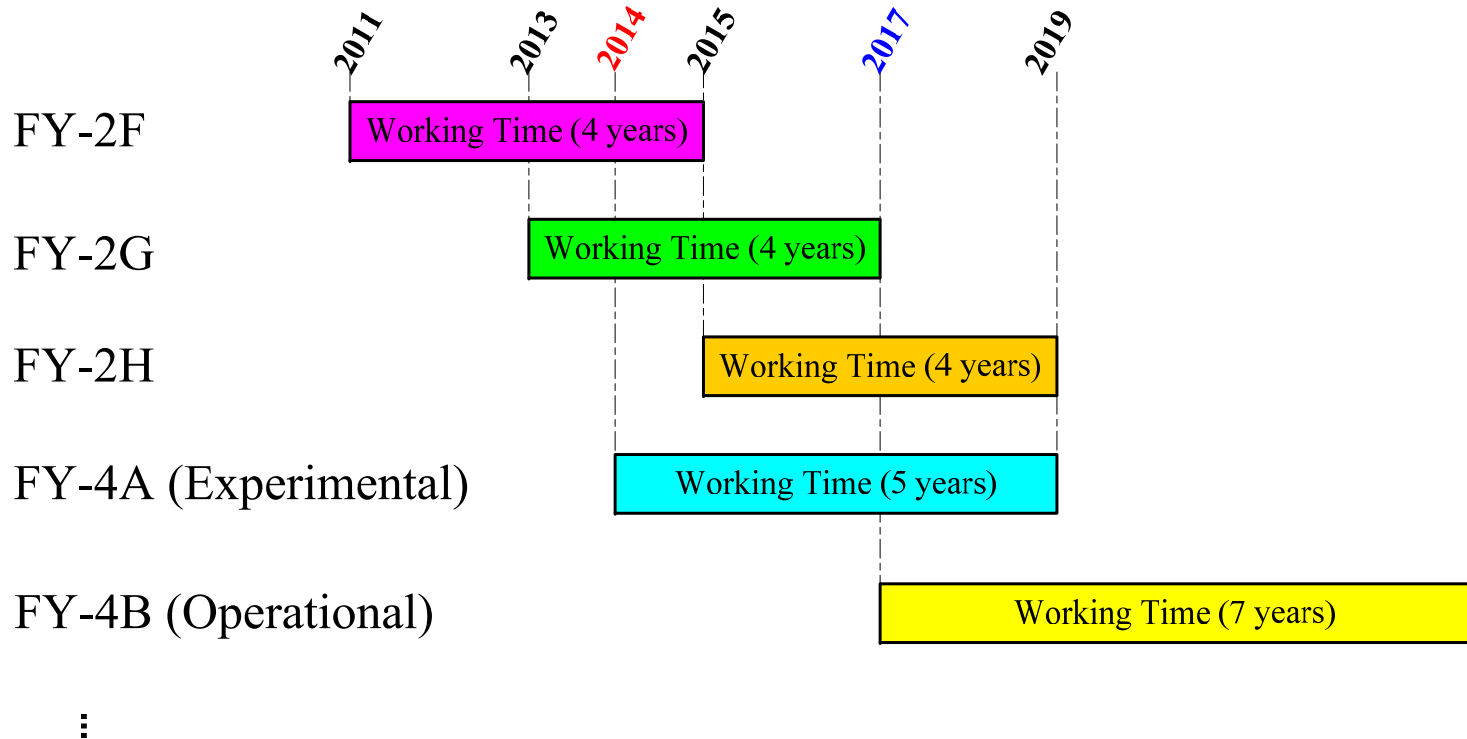 2011 2013 2014 2015 2017 2019
FY-2F Working Time (4 years)
FY-2G Working Time (4 years)
FY-2H Working Time (4 years)
FY-4A (Experimental) Working Time (5 years)
FY-4B (Operational) Working Time (7 years)